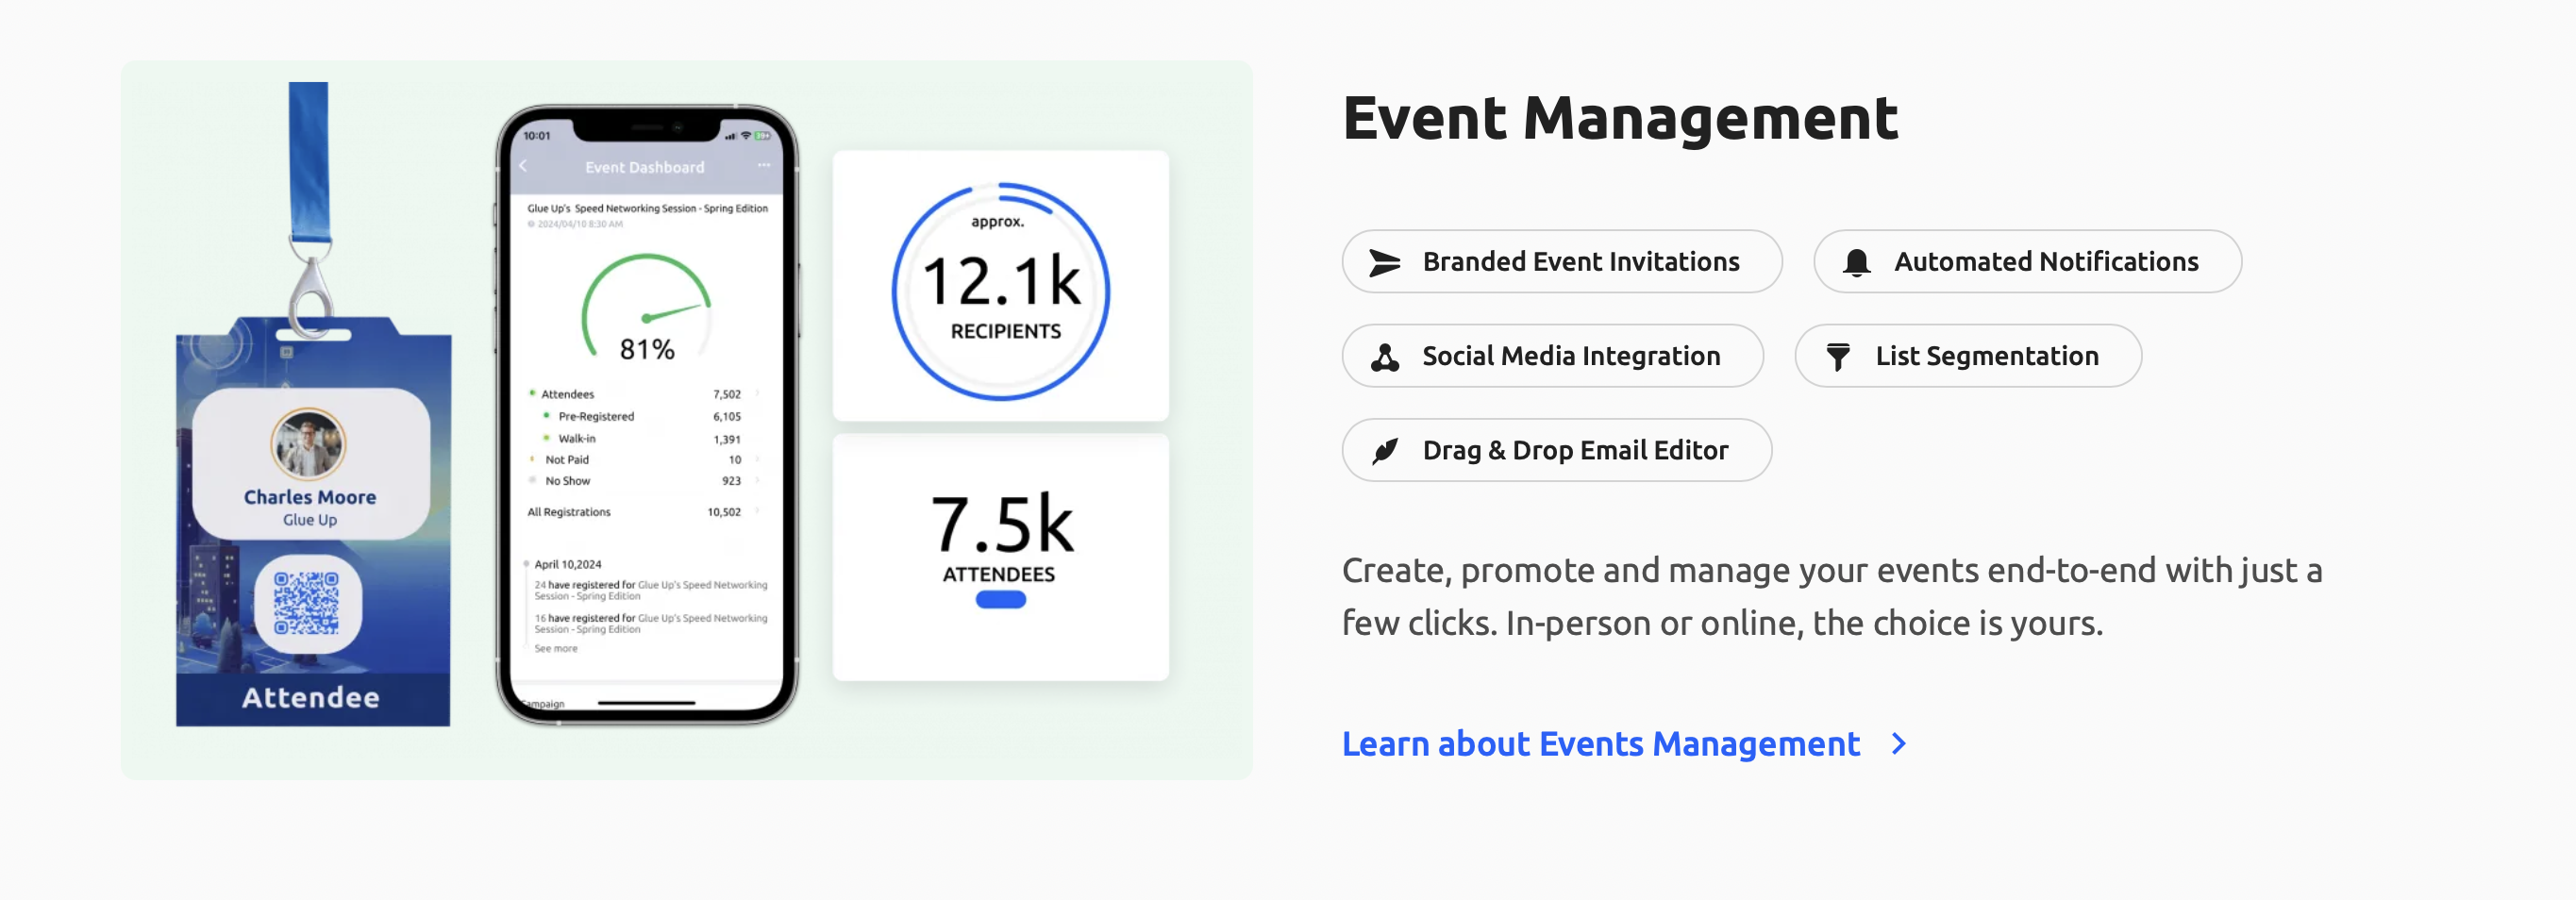 10:01
Event Dashboard
Glue Up's Speed Networking Session - Spring Edition
2024/04/10 8:30 AM
81%
Attendees 7,502
Pre-Registered 6,105
Walk-in 1,391
Not Paid 10
No Show 923
All Registrations 10,502
April 10,2024
24 have registered for Glue Up's Speed Networking
Session - Spring Edition
16 have registered for Glue Up's Speed Networking
Session - Spring Edition
See more
Campaign
Charles Moore
Glue Up
Attendee
approx.
12.1k
RECIPIENTS
7.5k
ATTENDEES
Event Management
Branded Event Invitations
Automated Notifications
Social Media Integration
List Segmentation
Drag & Drop Email Editor
Create, promote and manage your events end-to-end with just a
few clicks. In-person or online, the choice is yours.
Learn about Events Management